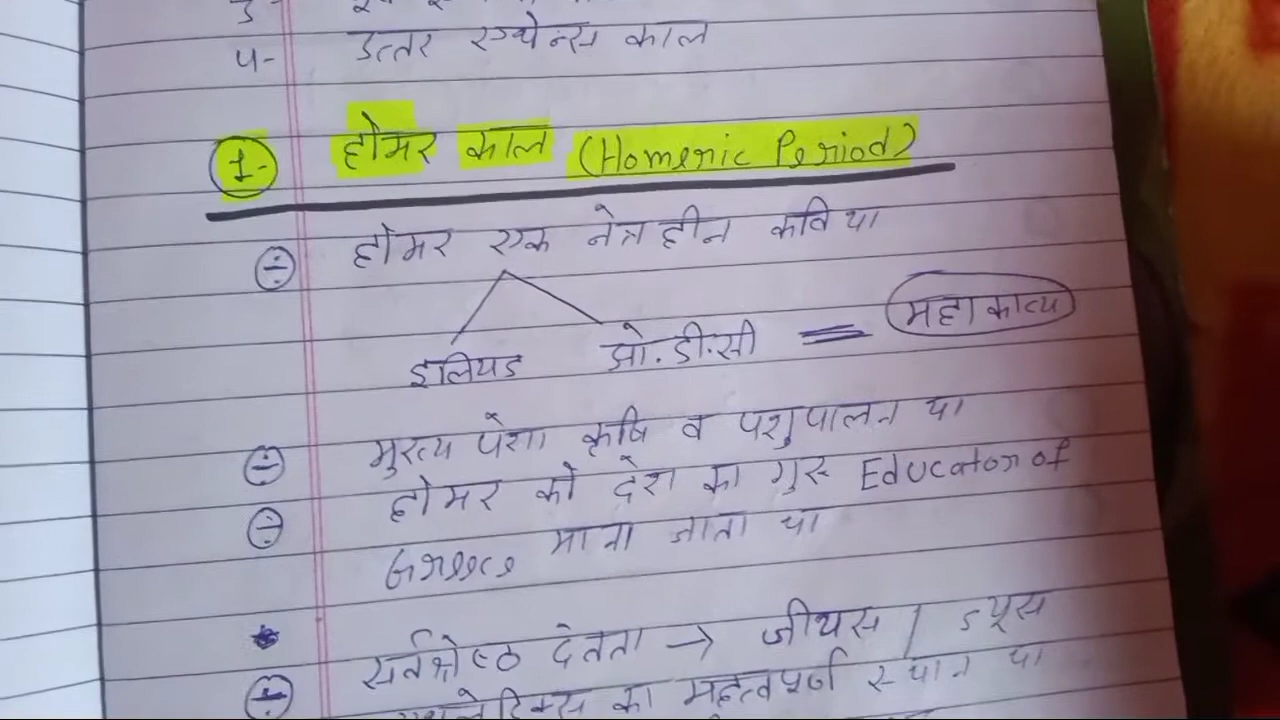 4- उत्तर एथेन्स काल
1- होमर काल (Homeric Period)
होमर एक नेत्रहीन कवि था
इलियड ओ.डी.सी = महाकाव्य
मुख्य पेशा कृषि व पशुपालन था
होमर को देश का गुरू Educator of
Greece माना जाता था
सर्वश्रेष्ठ देवता → जीयस / ज्यूस
का महत्वपूर्ण स्थान था